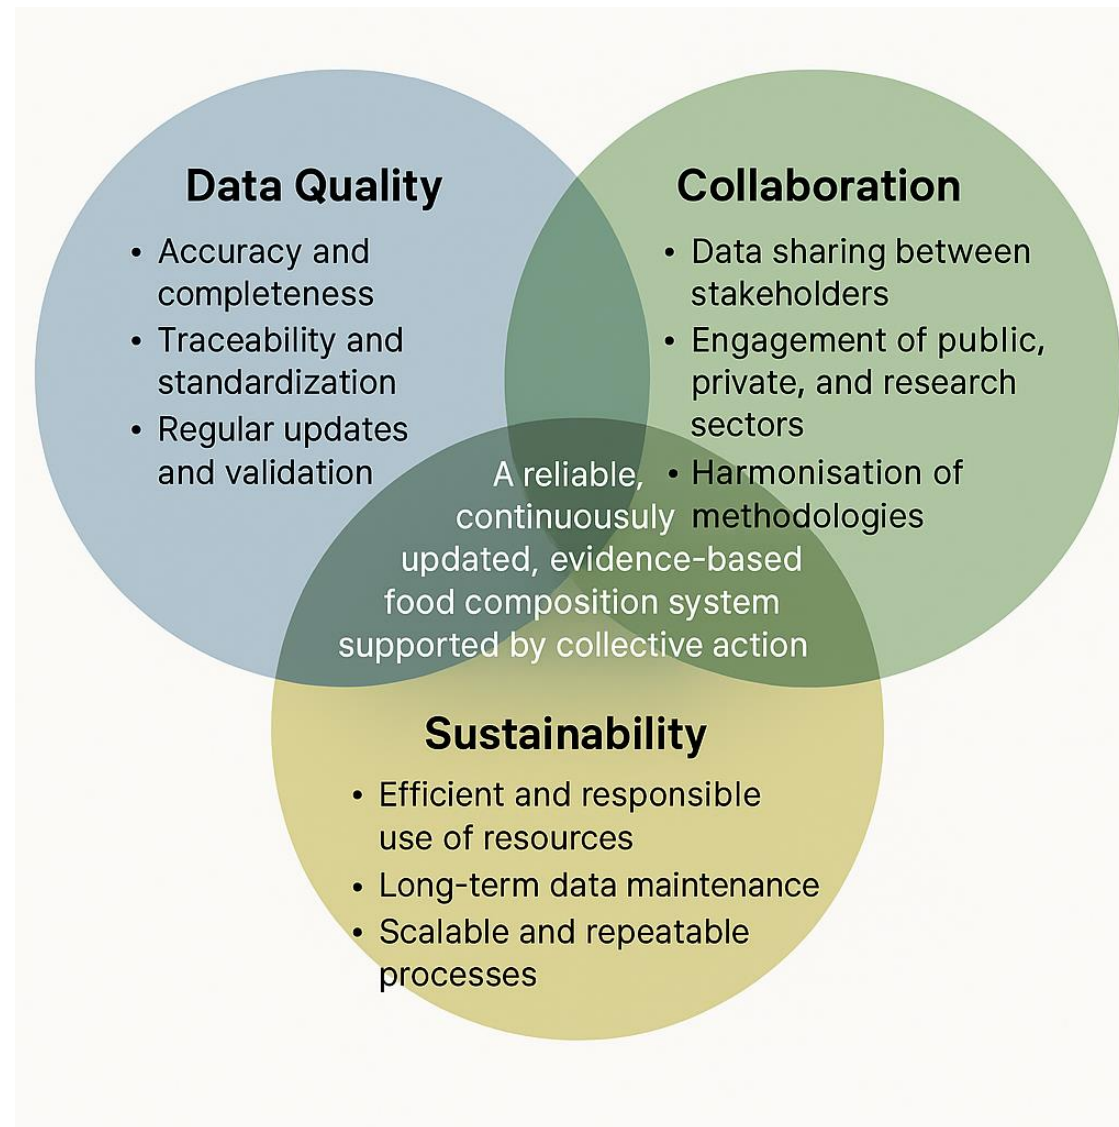 Data Quality
• Accuracy and
completeness
• Traceability and
standardization
• Regular updates
and validation
Collaboration
• Data sharing between
stakeholders
• Engagement of public,
private, and research
sectors
• Harmonisation of
methodologies
A reliable,
continuousuly
updated, evidence-based
food composition system
supported by collective action
Sustainability
• Efficient and responsible
use of resources
• Long-term data maintenance
• Scalable and repeatable
processes